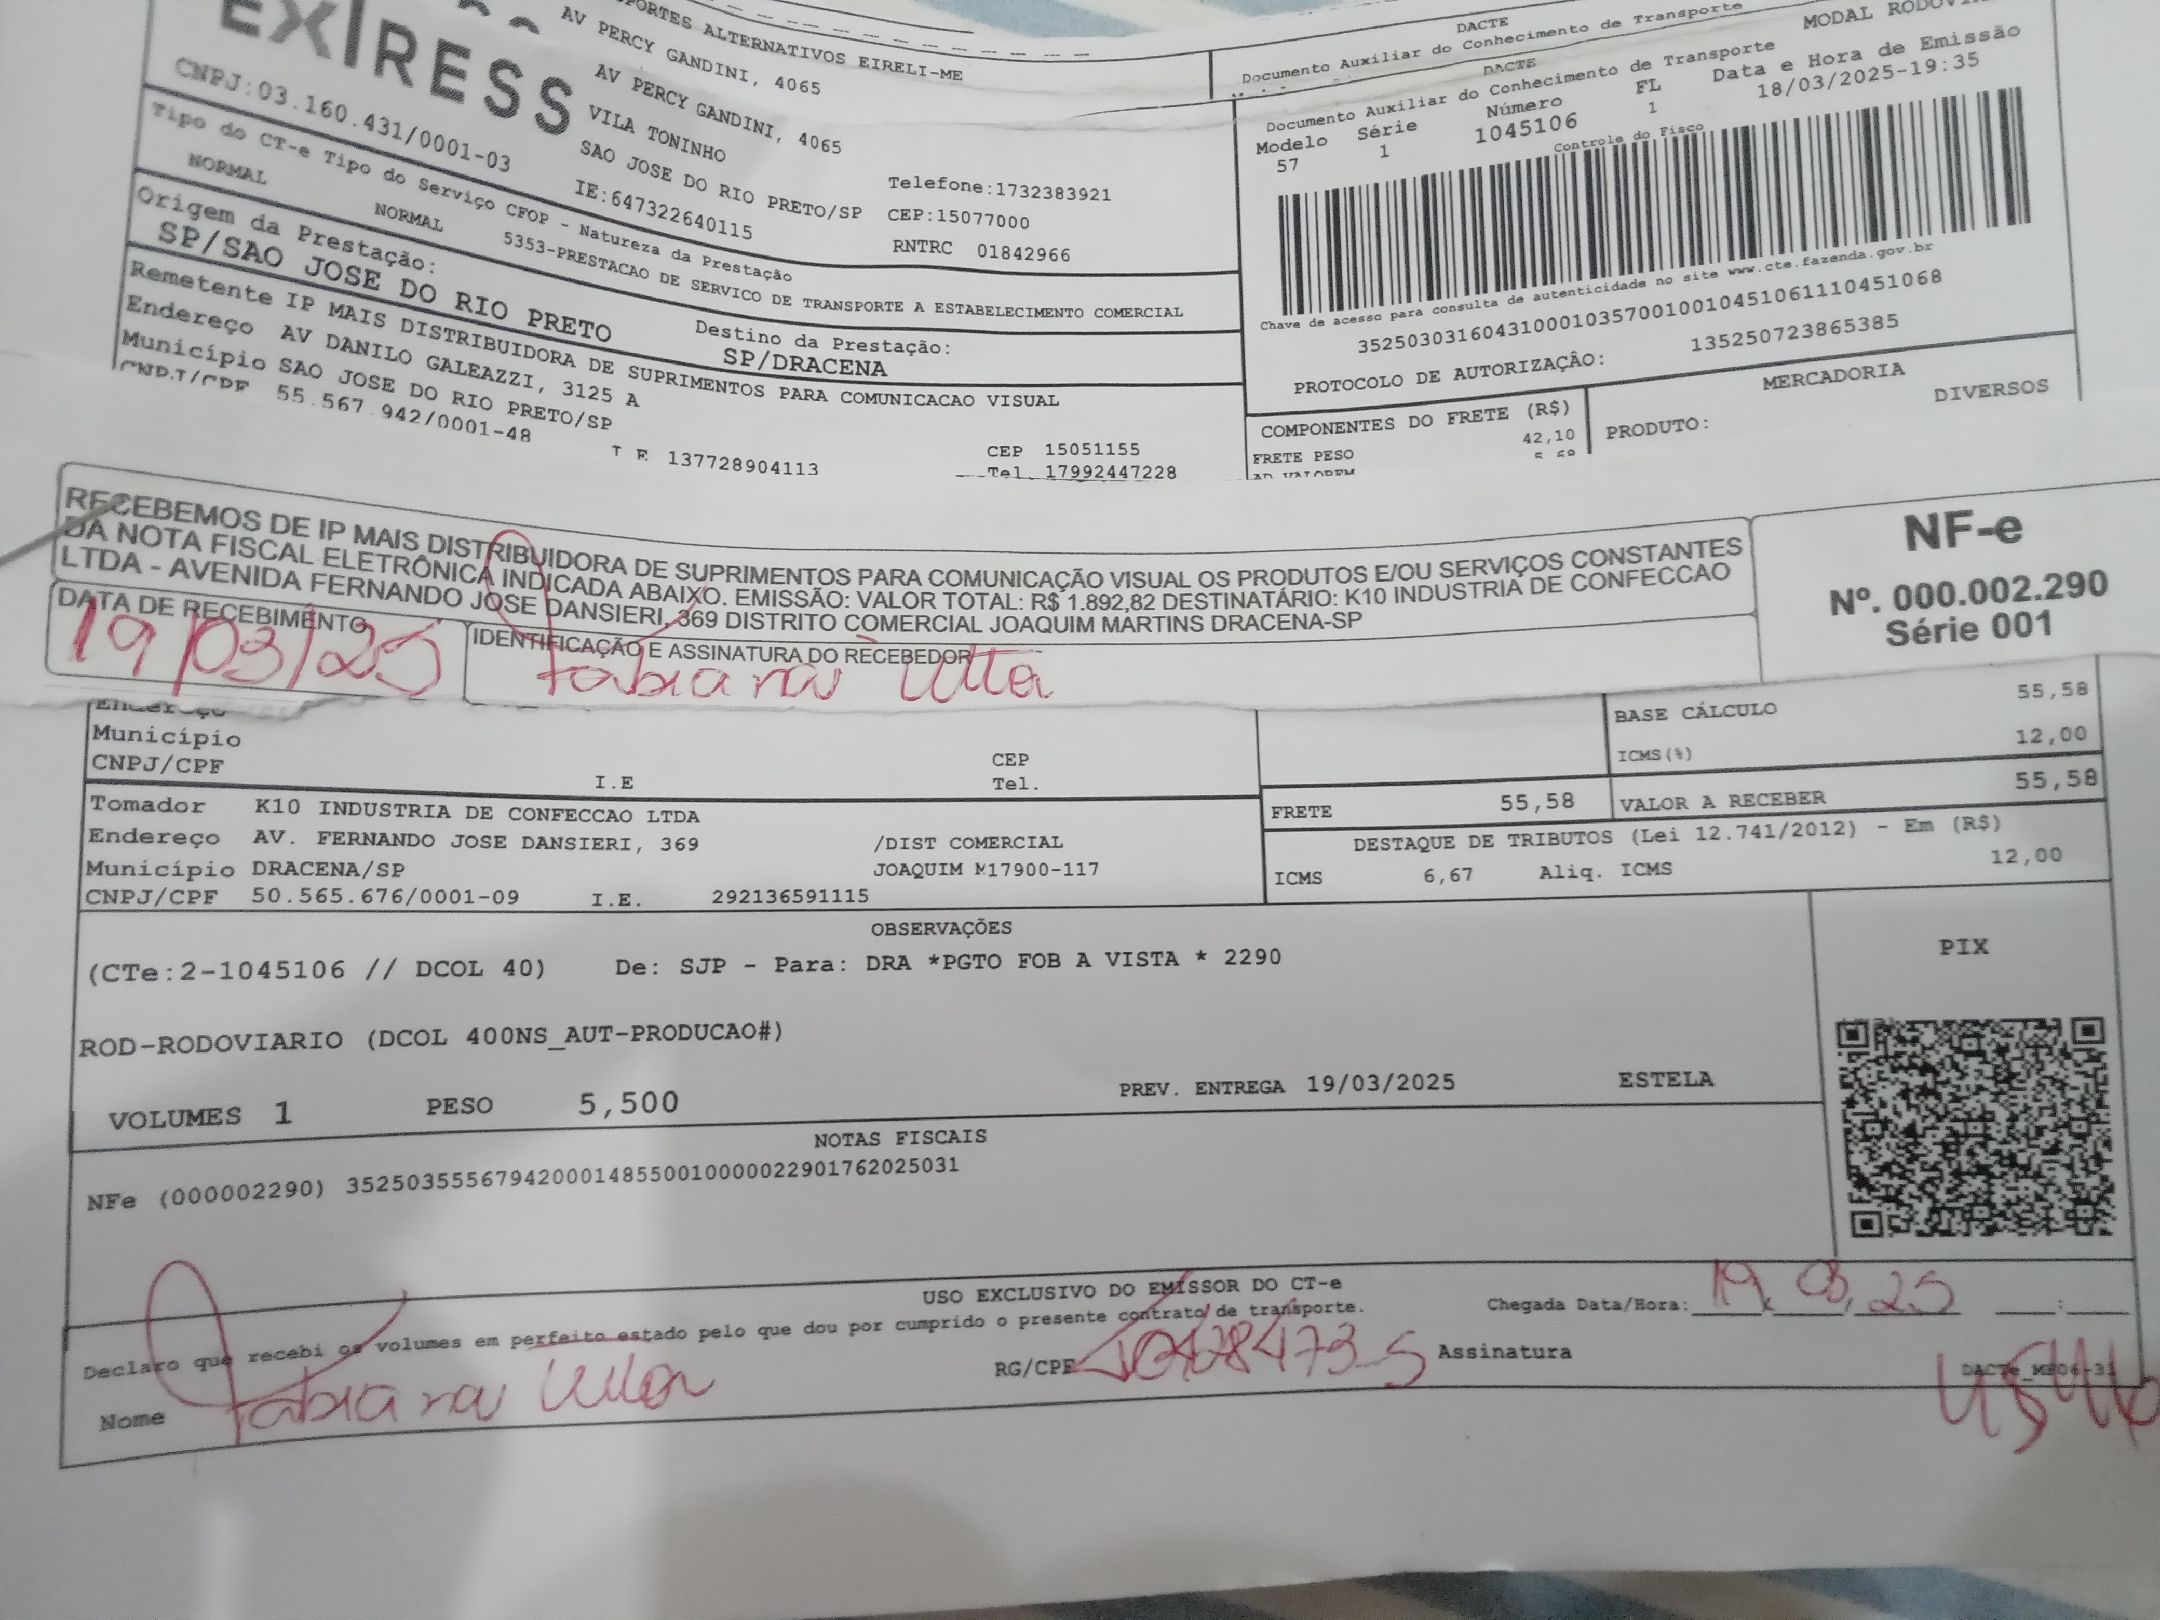 EXPRESS
PORTES ALTERNATIVOS EIRELI-ME
AV PERCY GANDINI, 4065
AV PERCY GANDINI, 4065
VILA TONINHO
SAO JOSE DO RIO PRETO/SP
CNPJ:03.160.431/0001-03
IE:647322640115
Telefone:1732383921
CEP:15077000
RNTRC 01842966
Tipo do CT-e Tipo do Serviço CFOP - Natureza da Prestação
NORMAL NORMAL 5353-PRESTACAO DE SERVICO DE TRANSPORTE A ESTABELECIMENTO COMERCIAL
Origem da Prestação:
SP/SAO JOSE DO RIO PRETO
Destino da Prestação:
SP/DRACENA
Remetente IP MAIS DISTRIBUIDORA DE SUPRIMENTOS PARA COMUNICACAO VISUAL
Endereço AV DANILO GALEAZZI, 3125 A
Município SAO JOSE DO RIO PRETO/SP
CEP 15051155
CNPJ/CPF 55.567.942/0001-48
137728904113
Tel. 17992447228
DACTE
Documento Auxiliar do Conhecimento de Transporte
DACTE
Documento Auxiliar do Conhecimento de Transporte
MODAL RODOVI
Modelo Série Número FL Data e Hora de Emissão
57 1 1045106 1 18/03/2025-19:35
Controle do Fisco
Chave de acesso para consulta de autenticidade no site www.cte.fazenda.gov.br
35250303160431000103570010010451061110451068
PROTOCOLO DE AUTORIZAÇÂO: 135250723865385
COMPONENTES DO FRETE (R$)
MERCADORIA
FRETE PESO 42,10
PRODUTO: DIVERSOS
AD VALOREM
RECEBEMOS DE IP MAIS DISTRIBUIDORA DE SUPRIMENTOS PARA COMUNICAÇÃO VISUAL OS PRODUTOS E/OU SERVIÇOS CONSTANTES
DA NOTA FISCAL ELETRÔNICA INDICADA ABAIXO. EMISSÃO: VALOR TOTAL: R$ 1.892,82 DESTINATÁRIO: K10 INDUSTRIA DE CONFECCAO
LTDA - AVENIDA FERNANDO JOSE DANSIERI, 369 DISTRITO COMERCIAL JOAQUIM MARTINS DRACENA-SP
DATA DE RECEBIMENTO
19/03/25
IDENTIFICAÇÃO E ASSINATURA DO RECEBEDOR
Fabiana
NF-e
Nº. 000.002.290
Série 001
Endereço
Município
CEP
CNPJ/CPF I.E Tel.
BASE CÁLCULO 55,58
ICMS(%) 12,00
Tomador K10 INDUSTRIA DE CONFECCAO LTDA
Endereço AV. FERNANDO JOSE DANSIERI, 369 /DIST COMERCIAL
Município DRACENA/SP JOAQUIM M17900-117
CNPJ/CPF 50.565.676/0001-09 I.E. 292136591115
FRETE 55,58 VALOR A RECEBER 55,58
DESTAQUE DE TRIBUTOS (Lei 12.741/2012) - Em (R$)
ICMS 6,67 Aliq. ICMS 12,00
OBSERVAÇÕES
(CTe:2-1045106 // DCOL 40) De: SJP - Para: DRA *PGTO FOB A VISTA * 2290
ROD-RODOVIARIO (DCOL 400NS_AUT-PRODUCAO#)
VOLUMES 1 PESO 5,500 PREV. ENTREGA 19/03/2025 ESTELA
PIX
NOTAS FISCAIS
NFe (000002290) 35250355567942000148550010000022901762025031
USO EXCLUSIVO DO EMISSOR DO CT-e
Declaro que recebi os volumes em perfeito estado pelo que dou por cumprido o presente contrato de transporte.
Chegada Data/Hora: 19. 03. 25 :
Nome Fabiana
RG/CPF
Assinatura